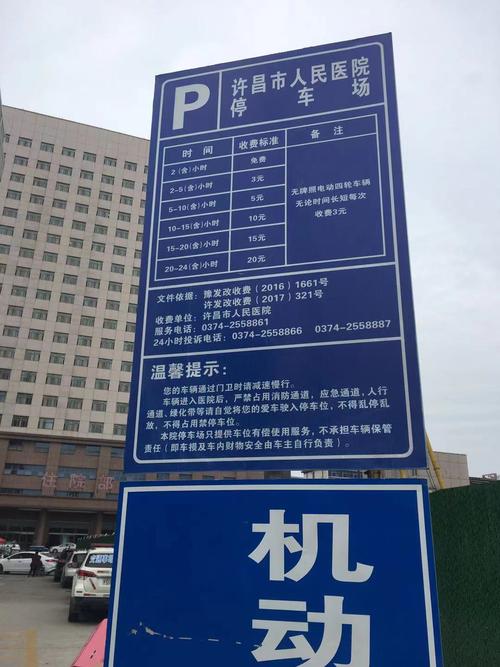 P 许昌市人民医院
停车场
时间 收费标准 备注
2(含)小时 免费
2-5(含)小时 3元
5-10(含)小时 5元
10-15(含)小时 10元
15-20(含)小时 15元
20-24(含)小时 20元
无牌照电动四轮车辆
无论时间长短每次
收费3元
文件依据：豫发改收费（2016）1661号
许发改收费（2017）321号
收费单位：许昌市人民医院
服务电话：0374-2558861
24小时投诉电话：0374-2558866 0374-2558887
温馨提示：
您的车辆通过门卫时请减速慢行。
车辆进入医院后，严禁占用消防通道，应急通道，人行
通道、绿化带等请自觉将您的爱车驶入停车位，不得乱停乱
放，不得占用禁停车位。
本院停车场只提供车位有偿使用服务，不承担车辆保管
责任（即车损及车内财物安全由车主自行负责）。
机
动
住院部